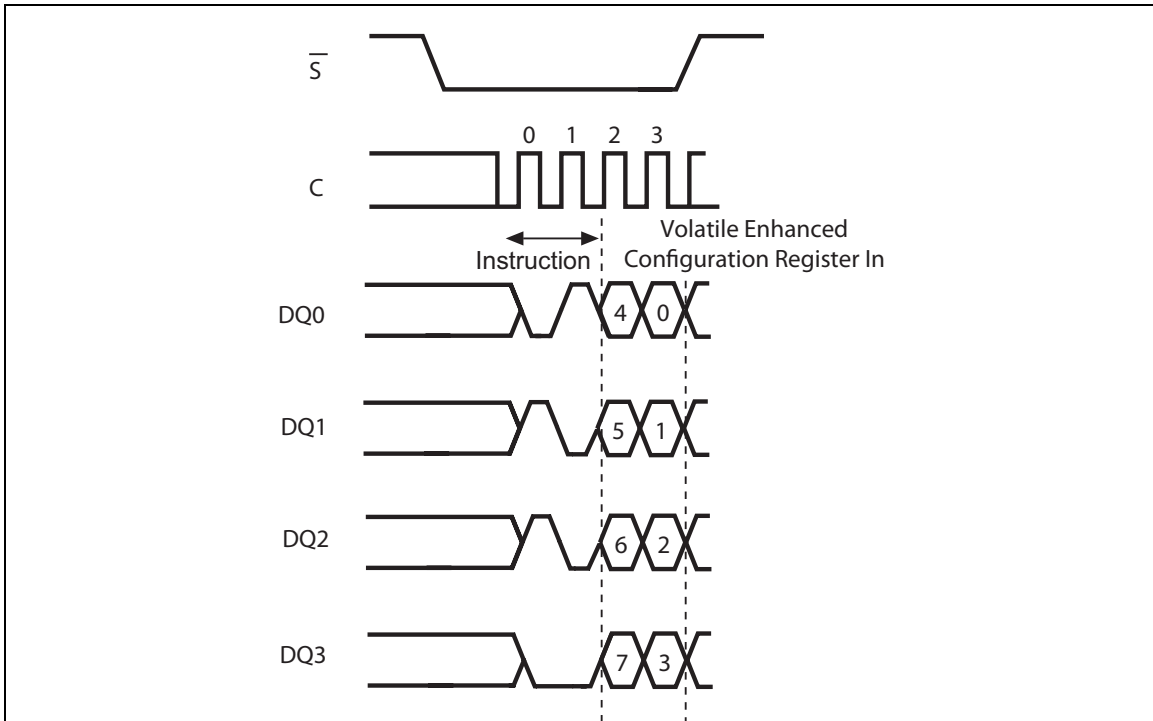 S
0 1 2 3
C
Volatile Enhanced
Configuration Register In
Instruction
DQ0
4 0
DQ1
5 1
DQ2
6 2
DQ3
7 3